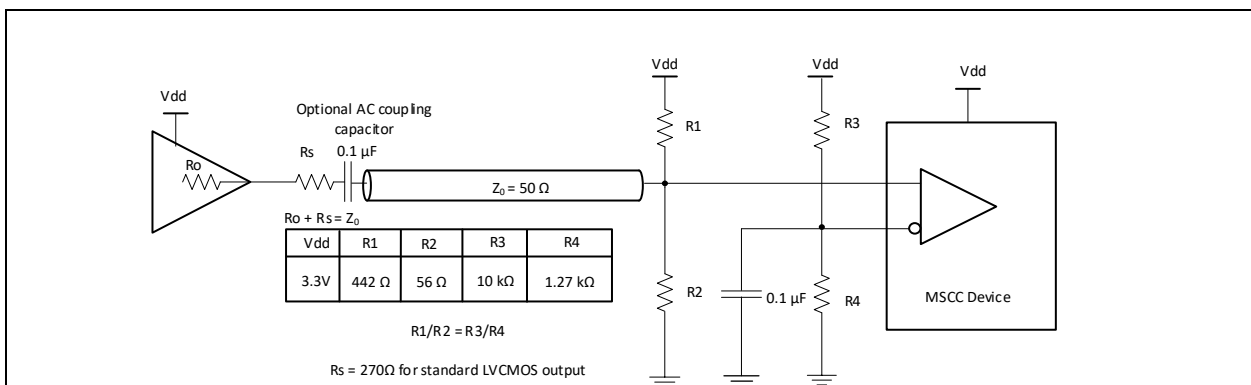 Vdd
Ro
Optional AC coupling
capacitor
Rs
0.1 µF
Z₀ = 50 Ω
Ro + Rs = Z₀
Vdd R1 R2 R3 R4
3.3V 442 Ω 56 Ω 10 kΩ 1.27 kΩ
R1/R2 = R3/R4
Rs = 270Ω for standard LVCMOS output
Vdd
R1
R2
Vdd
R3
0.1 µF
R4
Vdd
MSCC Device